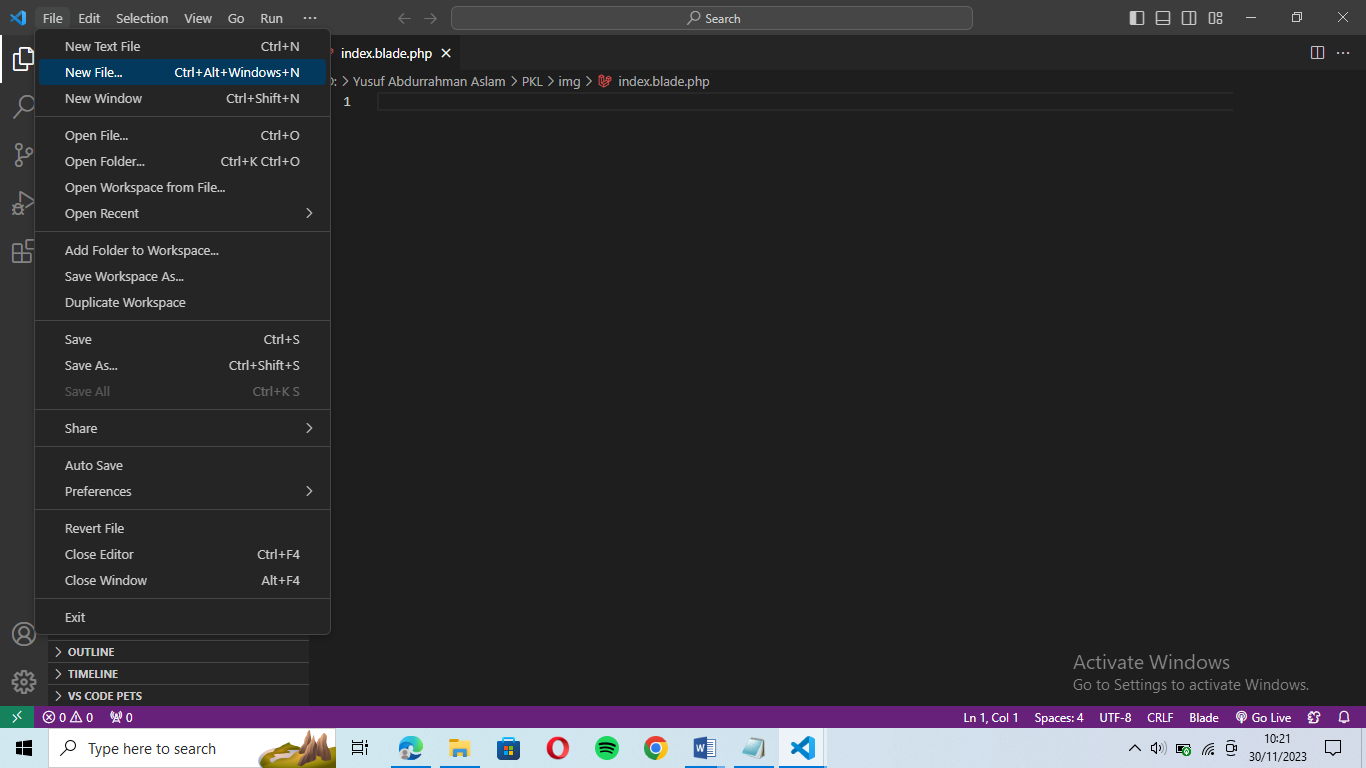 File Edit Selection View Go Run ··· Search
New Text File Ctrl+N
New File... Ctrl+Alt+Windows+N
New Window Ctrl+Shift+N
Open File... Ctrl+O
Open Folder... Ctrl+K Ctrl+O
Open Workspace from File...
Open Recent
Add Folder to Workspace...
Save Workspace As...
Duplicate Workspace
Save Ctrl+S
Save As... Ctrl+Shift+S
Save All Ctrl+K S
Share
Auto Save
Preferences
Revert File
Close Editor Ctrl+F4
Close Window Alt+F4
Exit
index.blade.php
Yusuf Abdurrahman Aslam > PKL > img > index.blade.php
1
OUTLINE
TIMELINE
VS CODE PETS
Activate Windows
Go to Settings to activate Windows.
0 0 0 Ln 1, Col 1 Spaces: 4 UTF-8 CRLF Blade Go Live
Type here to search
10:21
30/11/2023